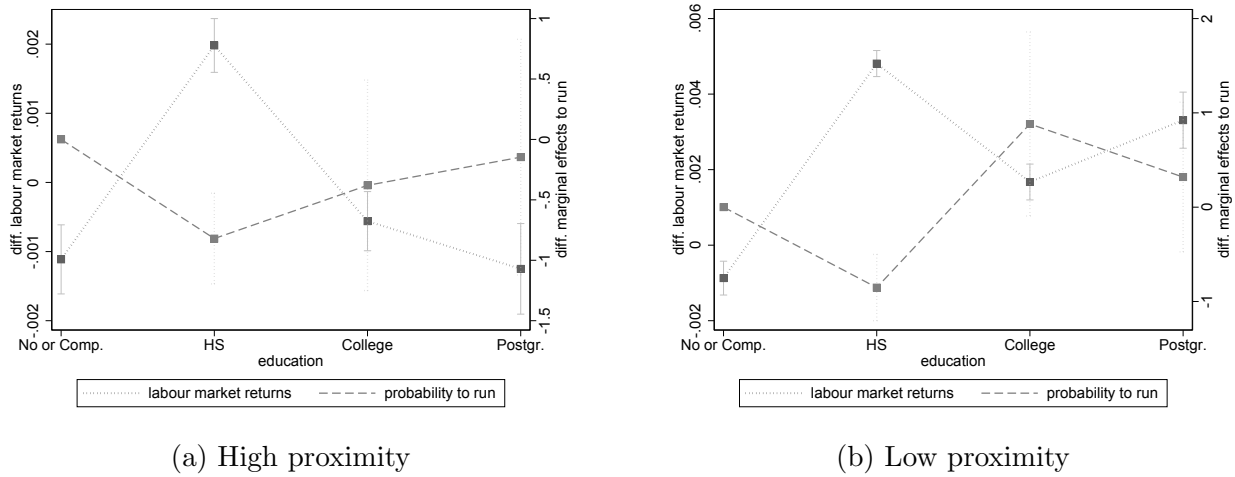 diff. labour market returns
-.002 -.001 0 .001 .002
-1.5 -1 -.5 0 .5 1
diff. marginal effects to run
No or Comp. HS College Postgr.
education
labour market returns probability to run
(a) High proximity
diff. labour market returns
-.002 0 .002 .004 .006
-1 0 1 2
diff. marginal effects to run
No or Comp. HS College Postgr.
education
labour market returns probability to run
(b) Low proximity